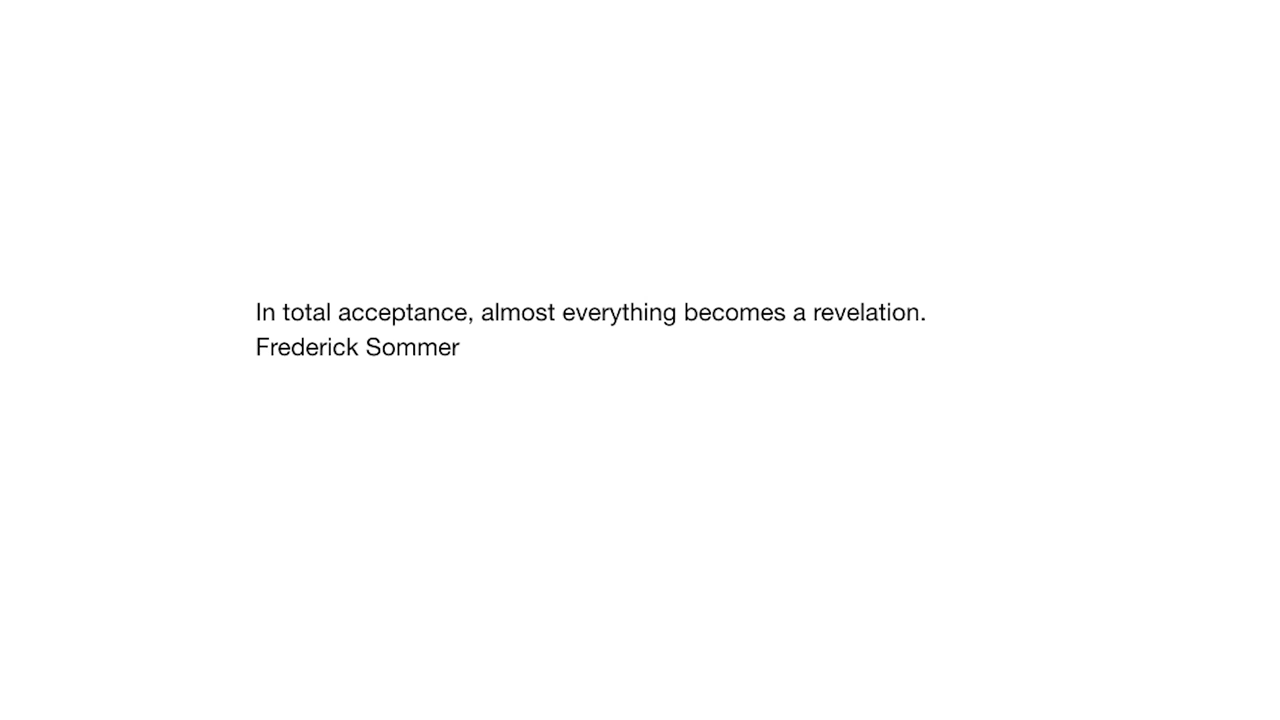 In total acceptance, almost everything becomes a revelation.
Frederick Sommer